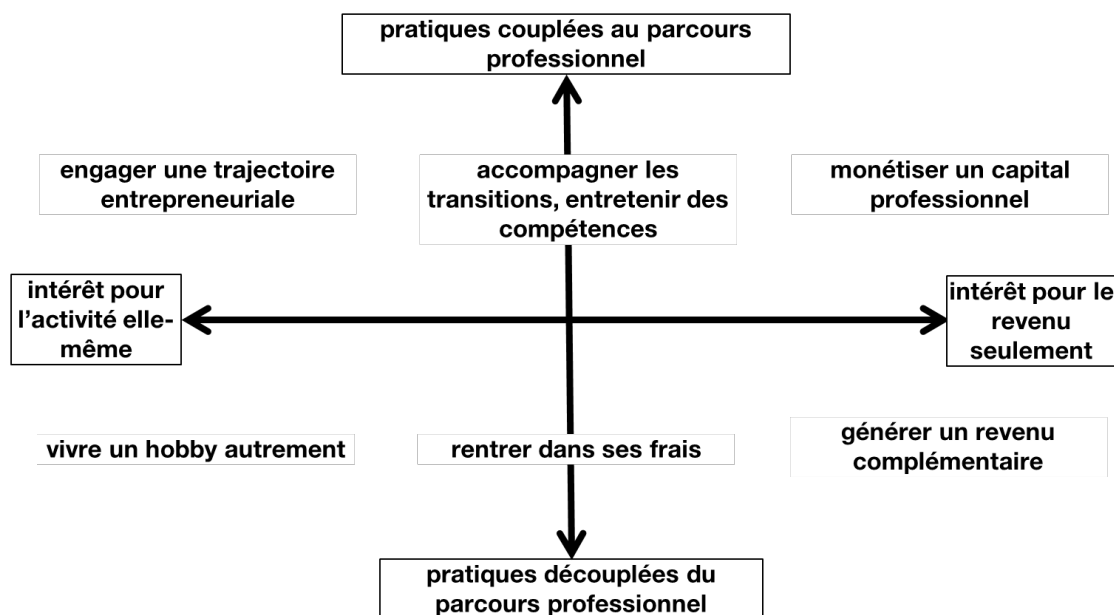 pratiques couplées au parcours
professionnel
engager une trajectoire
entrepreneuriale
accompagner les
transitions, entretenir des
compétences
monétiser un capital
professionnel
intérêt pour
l’activité elle-
même
intérêt pour le
revenu
seulement
vivre un hobby autrement
rentrer dans ses frais
générer un revenu
complémentaire
pratiques découplées du
parcours professionnel